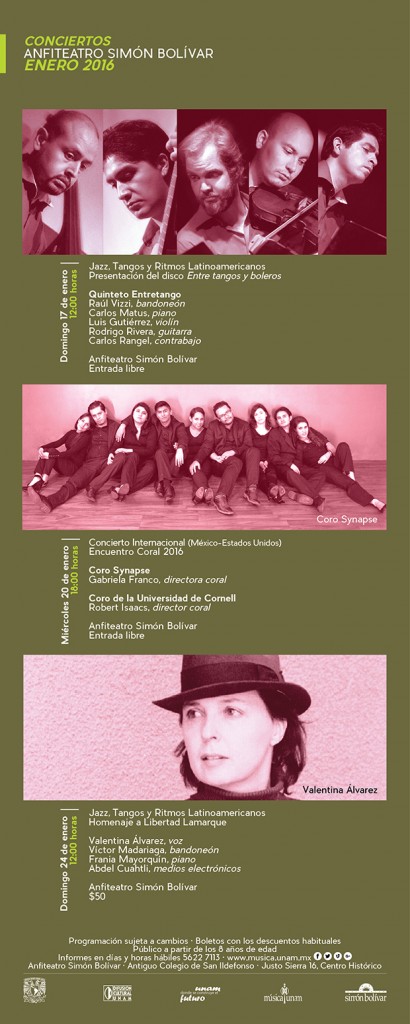 CONCIERTOS
ANFITEATRO SIMÓN BOLÍVAR
ENERO 2016
Domingo 17 de enero
12:00 horas
Jazz, Tangos y Ritmos Latinoamericanos
Presentación del disco Entre tangos y boleros
Quinteto Entretango
Raúl Vizzi, bandoneón
Carlos Matus, piano
Luis Gutiérrez, violín
Rodrigo Rivera, guitarra
Carlos Rangel, contrabajo
Anfiteatro Simón Bolívar
Entrada libre
Coro Synapse
Miércoles 20 de enero
18:00 horas
Concierto Internacional (México-Estados Unidos)
Encuentro Coral 2016
Coro Synapse
Gabriela Franco, directora coral
Coro de la Universidad de Cornell
Robert Isaacs, director coral
Anfiteatro Simón Bolívar
Entrada libre
Valentina Álvarez
Domingo 24 de enero
12:00 horas
Jazz, Tangos y Ritmos Latinoamericanos
Homenaje a Libertad Lamarque
Valentina Álvarez, voz
Víctor Madariaga, bandoneón
Frania Mayorquín, piano
Abdel Cuahtli, medios electrónicos
Anfiteatro Simón Bolívar
$50
Programación sujeta a cambios · Boletos con los descuentos habituales
Público a partir de los 8 años de edad
Informes en días y horas hábiles 5622 7113 · www.musica.unam.mx
Anfiteatro Simón Bolívar · Antiguo Colegio de San Ildefonso · Justo Sierra 16, Centro Histórico
DIFUSIÓN
CULTURAL
UNAM
unam
futuro
música unam
simón bolívar